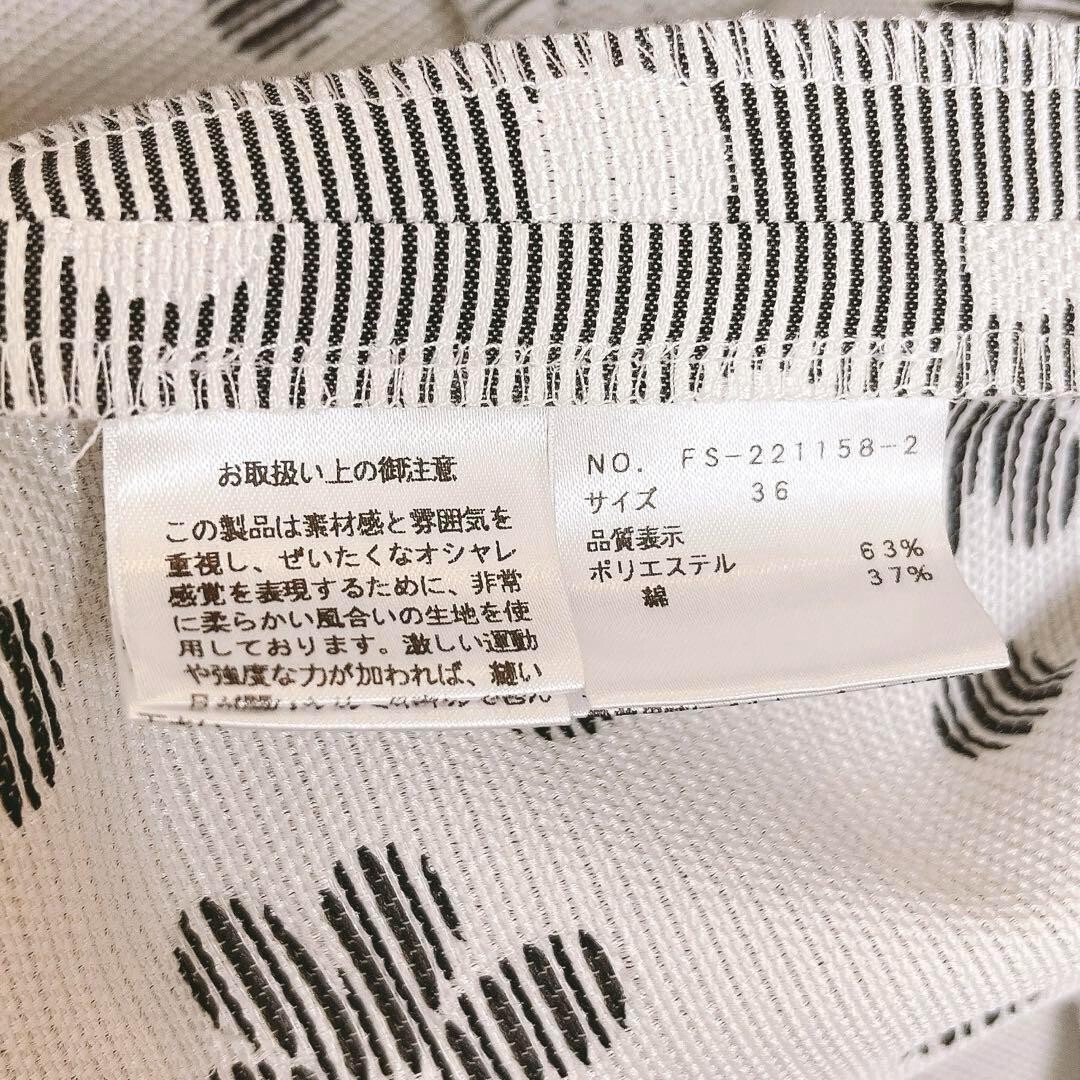 お取扱い上の御注意
この製品は素材感と雰囲気を
重視し、ぜいたくなオシャレ
感覚を表現するために、非常
に柔らかい風合いの生地を使
用しております。激しい運動
や強度な力が加われば、縫い
NO. FS-221158-2
サイズ 36
品質表示
ポリエステル 63%
綿 37%